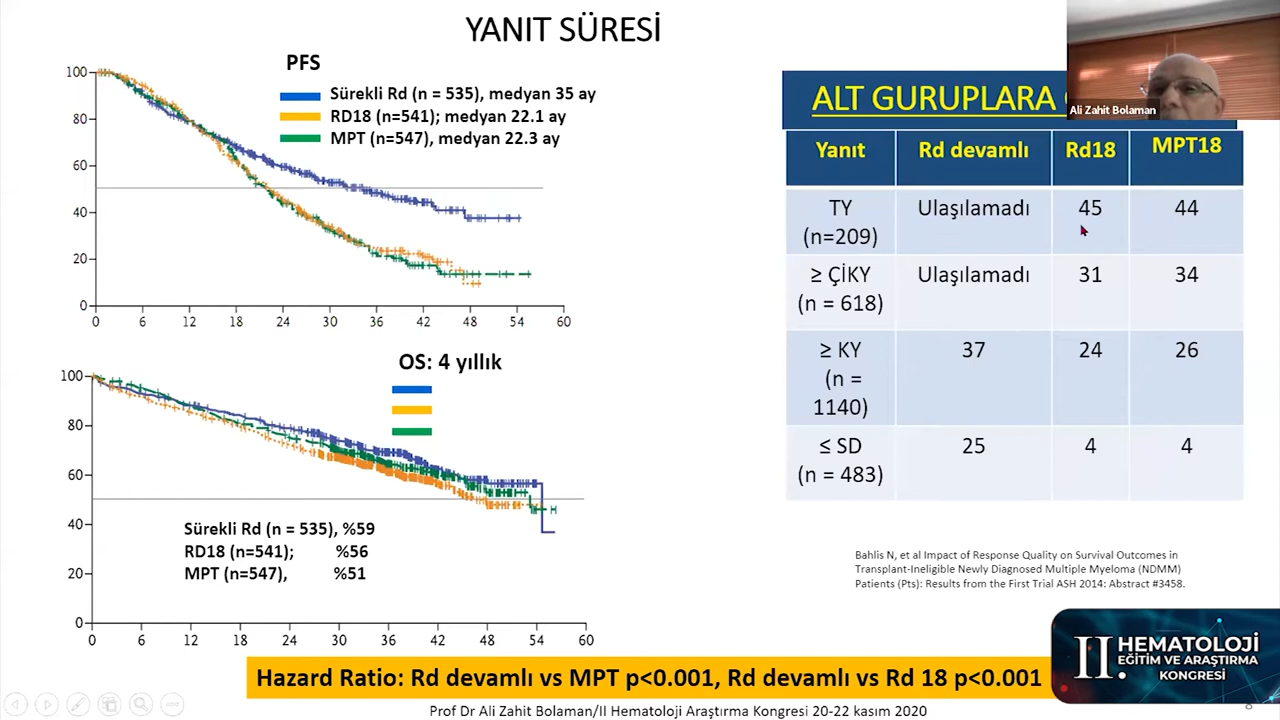 YANIT SÜRESİ
PFS
Sürekli Rd (n = 535), medyan 35 ay
RD18 (n=541); medyan 22.1 ay
MPT (n=547), medyan 22.3 ay
100
80
60
40
20
0
0 6 12 18 24 30 36 42 48 54 60
OS: 4 yıllık
100
80
60
40
20
0
Sürekli Rd (n = 535), %59
RD18 (n=541); %56
MPT (n=547), %51
0 6 12 18 24 30 36 42 48 54 60
ALT GURUPLARA
Ali Zahit Bolaman
Yanıt Rd devamlı Rd18 MPT18
TY Ulaşılamadı 45 44
(n=209)
≥ ÇİKY Ulaşılamadı 31 34
(n = 618)
≥ KY 37 24 26
(n =
1140)
≤ SD 25 4 4
(n = 483)
Bahlis N, et al Impact of Response Quality on Survival Outcomes in
Transplant-Ineligible Newly Diagnosed Multiple Myeloma (NDMM)
Patients (Pts): Results from the First Trial ASH 2014: Abstract #3458.
II. HEMATOLOJİ
EĞİTİM VE ARAŞTIRMA
KONGRESİ
Hazard Ratio: Rd devamlı vs MPT p<0.001, Rd devamlı vs Rd 18 p<0.001
Prof Dr Ali Zahit Bolaman/II Hematoloji Araştırma Kongresi 20-22 kasım 2020